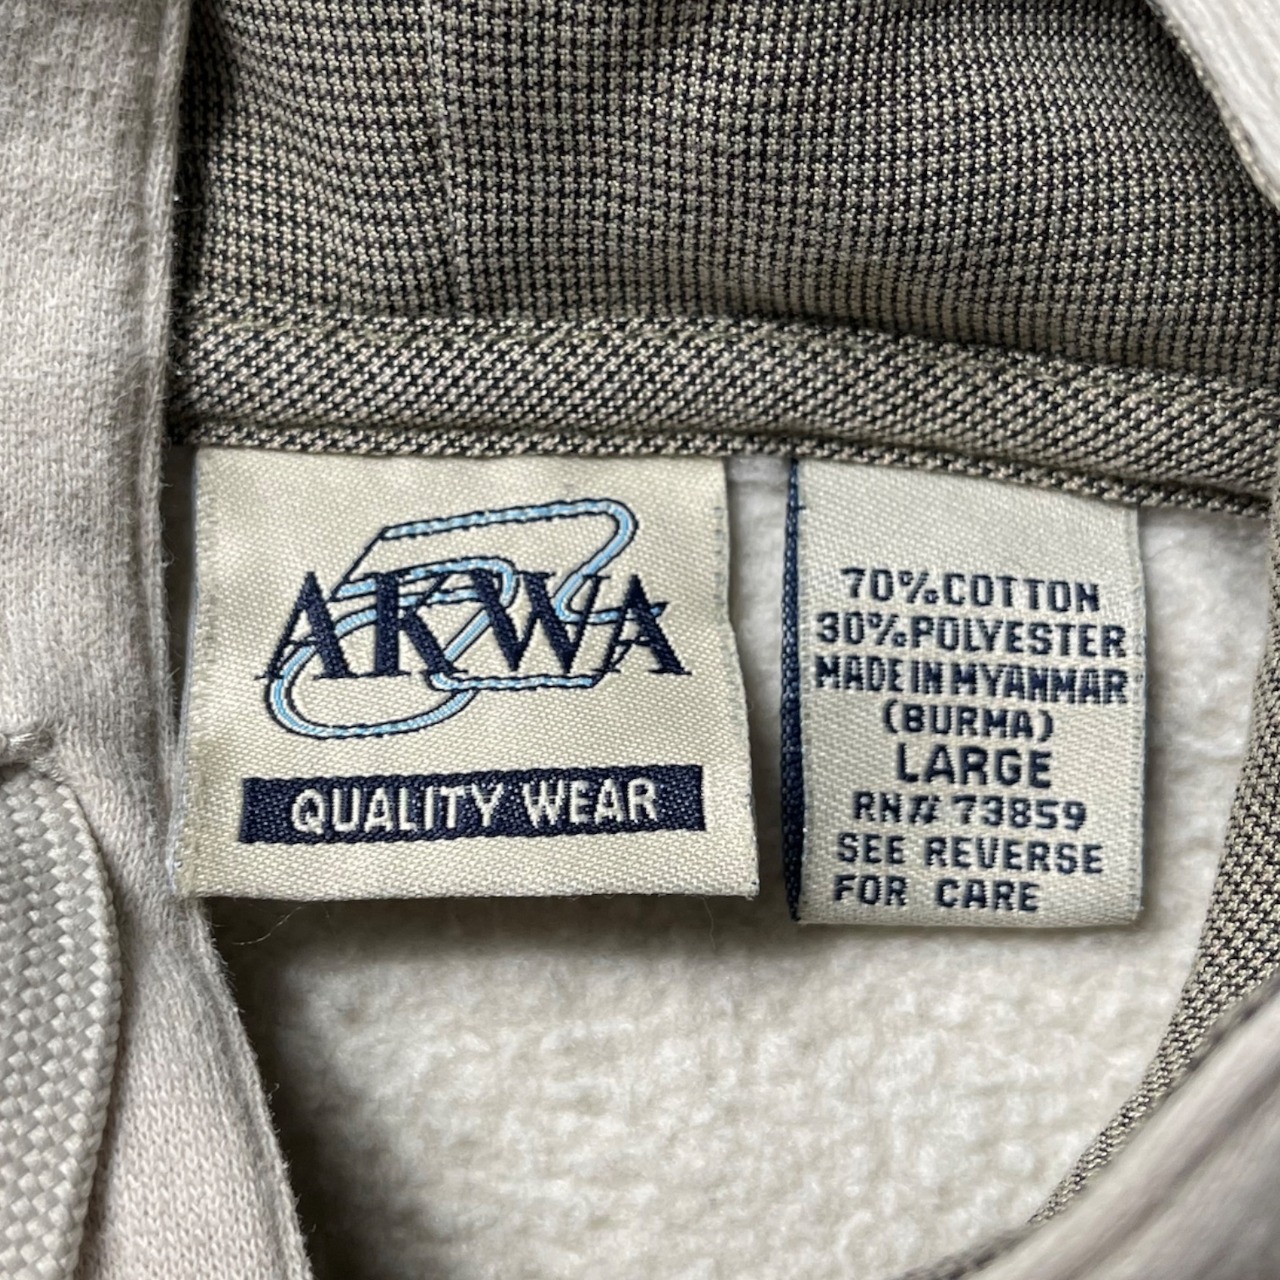 AKWA
QUALITY WEAR
70%COTTON
30%POLYESTER
MADE IN MYANMAR
(BURMA)
LARGE
RN# 73859
SEE REVERSE
FOR CARE